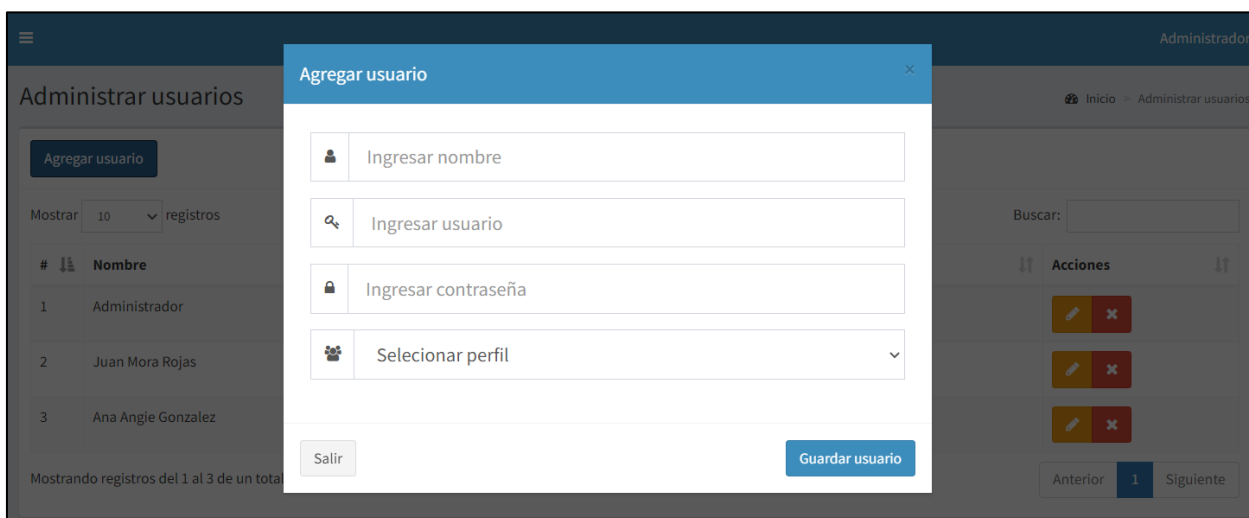 Administrador
Agregar usuario ×
Administrar usuarios
Inicio > Administrar usuarios
Agregar usuario
Ingresar nombre
Mostrar 10 registros
Buscar:
Ingresar usuario
# Nombre
Acciones
Ingresar contraseña
1 Administrador
Selecionar perfil
2 Juan Mora Rojas
3 Ana Angie Gonzalez
Salir
Guardar usuario
Mostrando registros del 1 al 3 de un total
Anterior 1 Siguiente